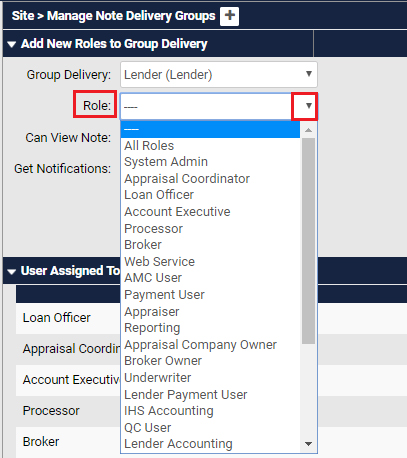 Site > Manage Note Delivery Groups +
Add New Roles to Group Delivery
Group Delivery: Lender (Lender)
Role: ----
Can View Note:
Get Notifications:
----
All Roles
System Admin
Appraisal Coordinator
Loan Officer
Account Executive
Processor
Broker
Web Service
AMC User
Payment User
Appraiser
Reporting
Appraisal Company Owner
Broker Owner
Underwriter
Lender Payment User
IHS Accounting
QC User
Lender Accounting
User Assigned To
Loan Officer
Appraisal Coordin
Account Executive
Processor
Broker